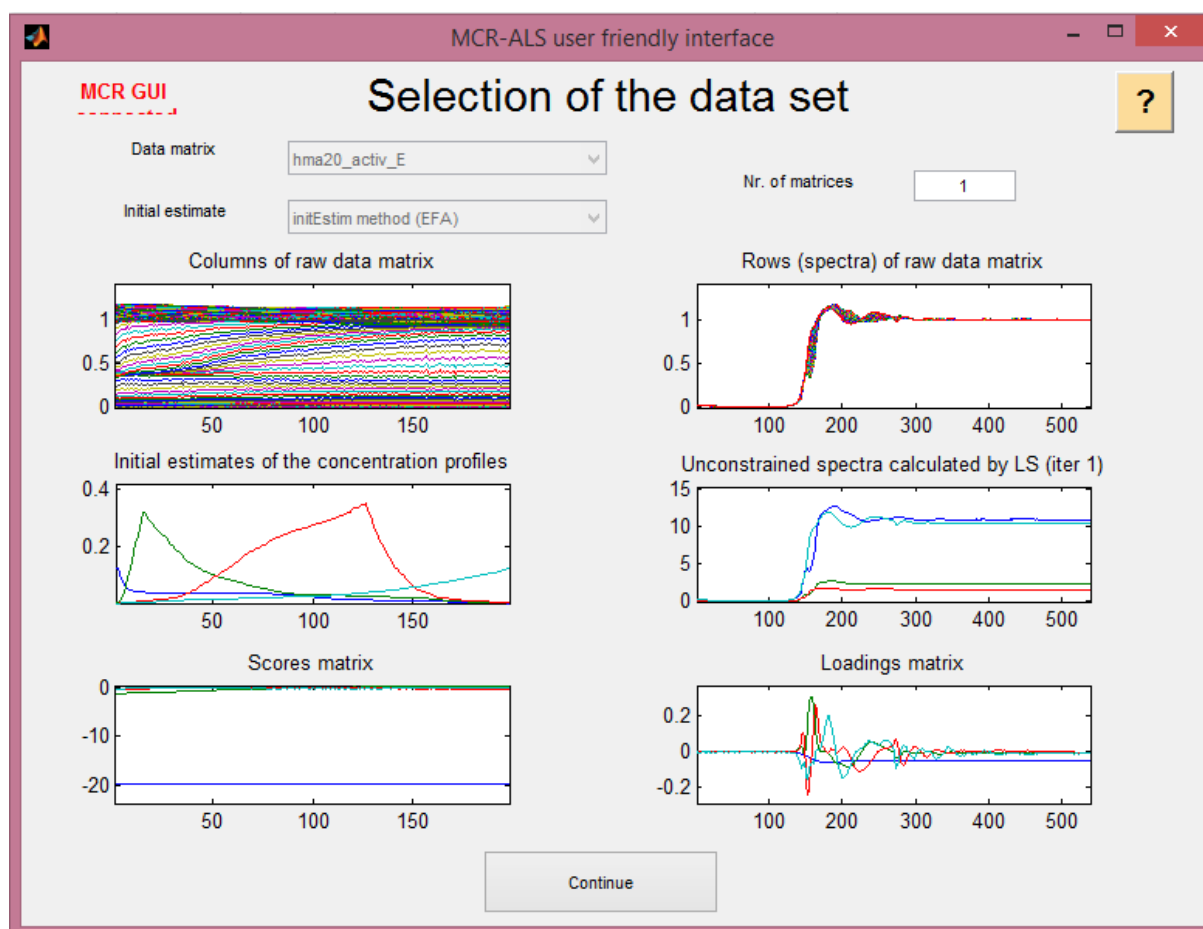 MCR-ALS user friendly interface
MCR GUI
connected
Selection of the data set
?
Data matrix
hma20_activ_E
Nr. of matrices
1
Initial estimate
initEstim method (EFA)
Columns of raw data matrix
1
0.5
0
50
100
150
Rows (spectra) of raw data matrix
1
0.5
0
100
200
300
400
500
Initial estimates of the concentration profiles
0.4
0.2
50
100
150
Unconstrained spectra calculated by LS (iter 1)
15
10
5
0
100
200
300
400
500
Scores matrix
0
-10
-20
50
100
150
Loadings matrix
0.2
0
-0.2
100
200
300
400
500
Continue